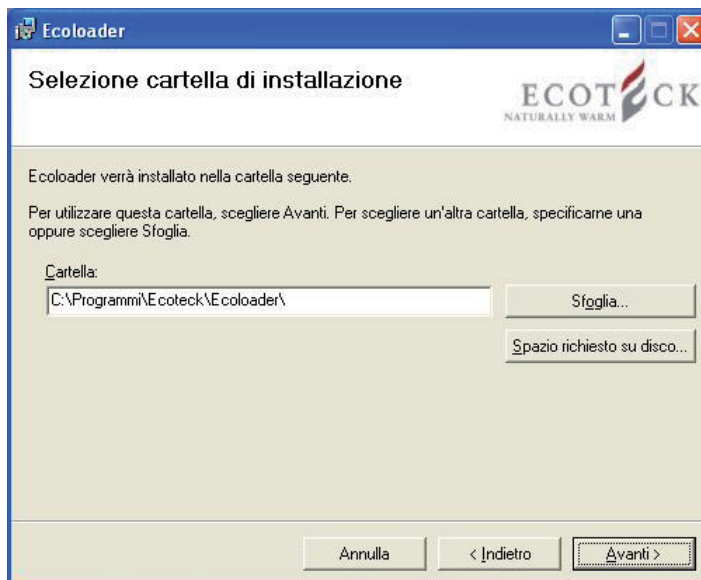 Ecoloader
Selezione cartella di installazione
ECOTECK
NATURALLY WARM
Ecoloader verrà installato nella cartella seguente.
Per utilizzare questa cartella, scegliere Avanti. Per scegliere un'altra cartella, specificarne una
oppure scegliere Sfoglia.
Cartella:
C:\Programmi\Ecoteck\Ecoloader\
Sfoglia...
Spazio richiesto su disco...
Annulla
< Indietro
Avanti >